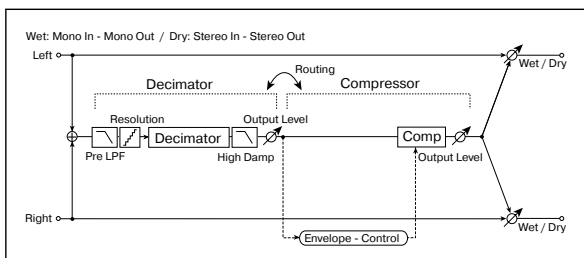 Wet: Mono In - Mono Out / Dry: Stereo In - Stereo Out
Left
Wet / Dry
Routing
Decimator
Compressor
Resolution
Output Level
Decimator
Comp
Pre LPF
High Damp
Output Level
Right
Wet / Dry
Envelope - Control